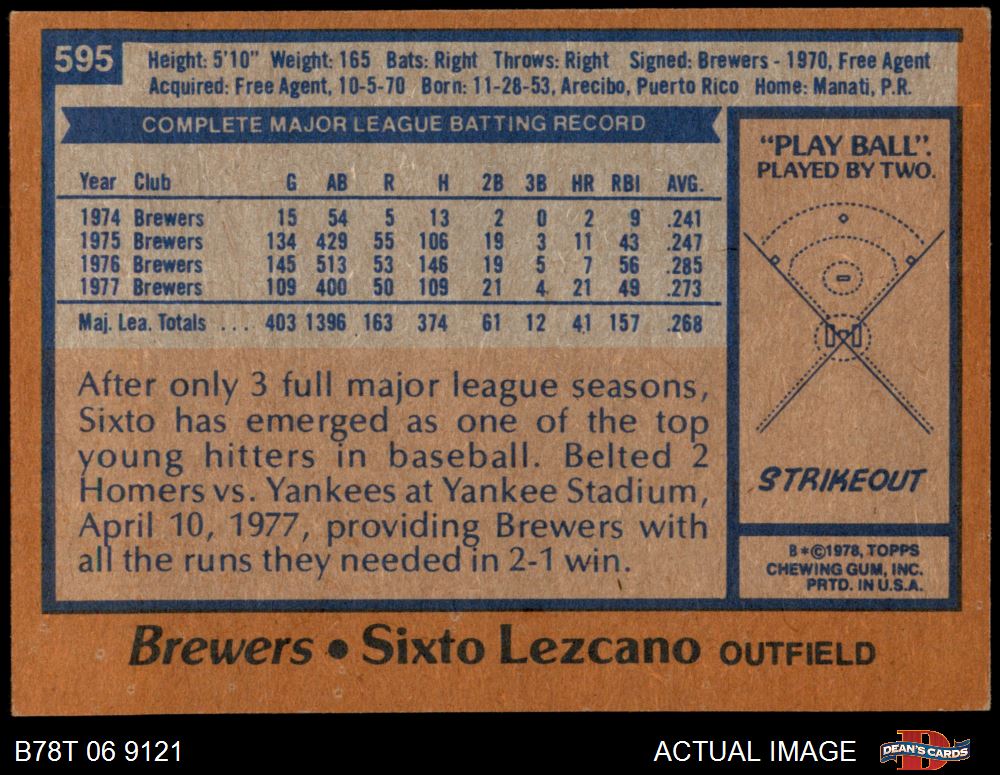 595
Height: 5'10" Weight: 165 Bats: Right Throws: Right Signed: Brewers - 1970, Free Agent
Acquired: Free Agent, 10-5-70 Born: 11-28-53, Arecibo, Puerto Rico Home: Manati, P.R.
COMPLETE MAJOR LEAGUE BATTING RECORD
Year Club G AB R H 2B 3B HR RBI AVG.
1974 Brewers 15 54 5 13 2 0 2 9 .241
1975 Brewers 134 429 55 106 19 3 11 43 .247
1976 Brewers 145 513 53 146 19 5 7 56 .285
1977 Brewers 109 400 50 109 21 4 21 49 .273
Maj. Lea. Totals .... 403 1396 163 374 61 12 41 157 .268
After only 3 full major league seasons,
Sixto has emerged as one of the top
young hitters in baseball. Belted 2
Homers vs. Yankees at Yankee Stadium,
April 10, 1977, providing Brewers with
all the runs they needed in 2-1 win.
"PLAY BALL".
PLAYED BY TWO.
STRIKEOUT
B*©1978, TOPPS
CHEWING GUM, INC.
PRTD. IN U.S.A.
Brewers • Sixto Lezcano OUTFIELD
B78T 06 9121
ACTUAL IMAGE
D
DEAN'S CARDS